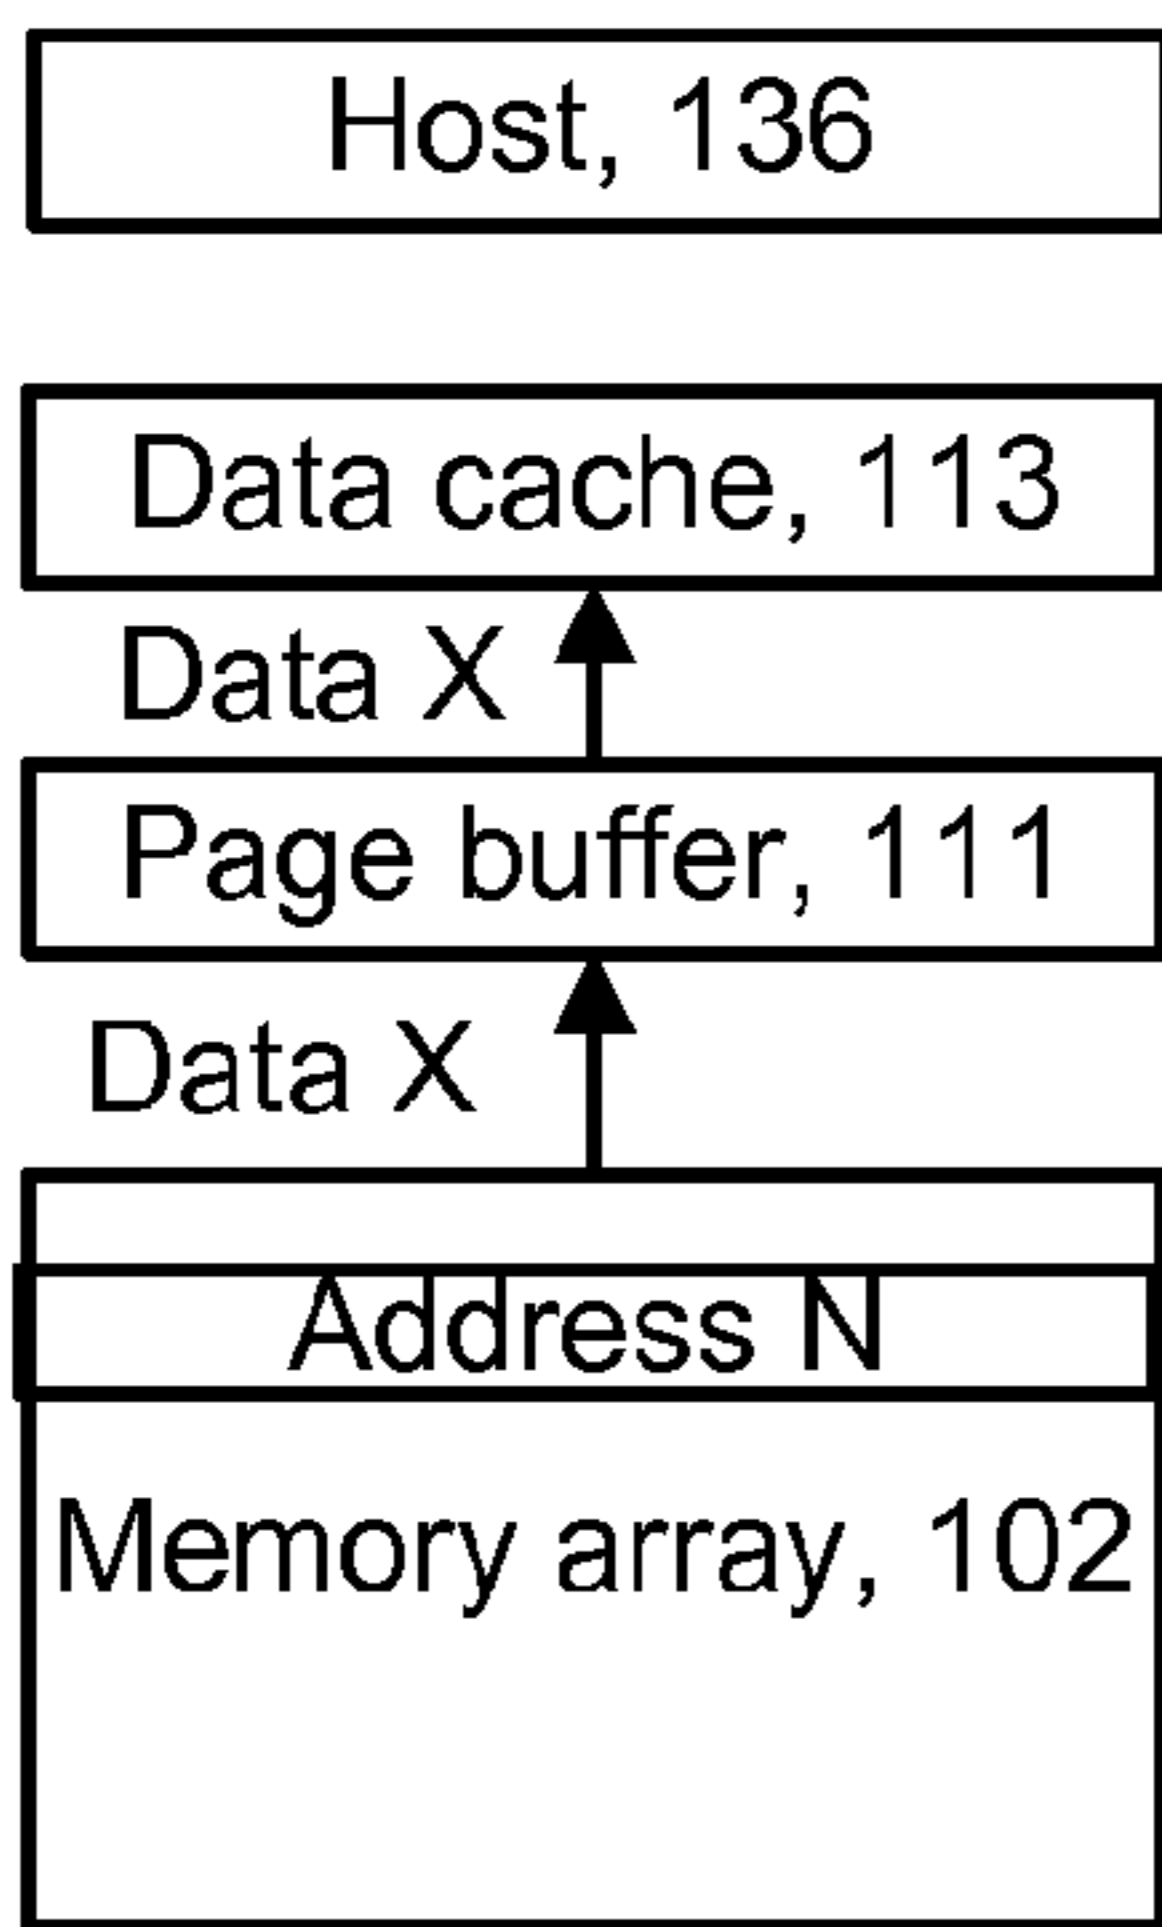 Host, 136
Data cache, 113
Data X
Page buffer, 111
Data X
Address N
Memory array, 102